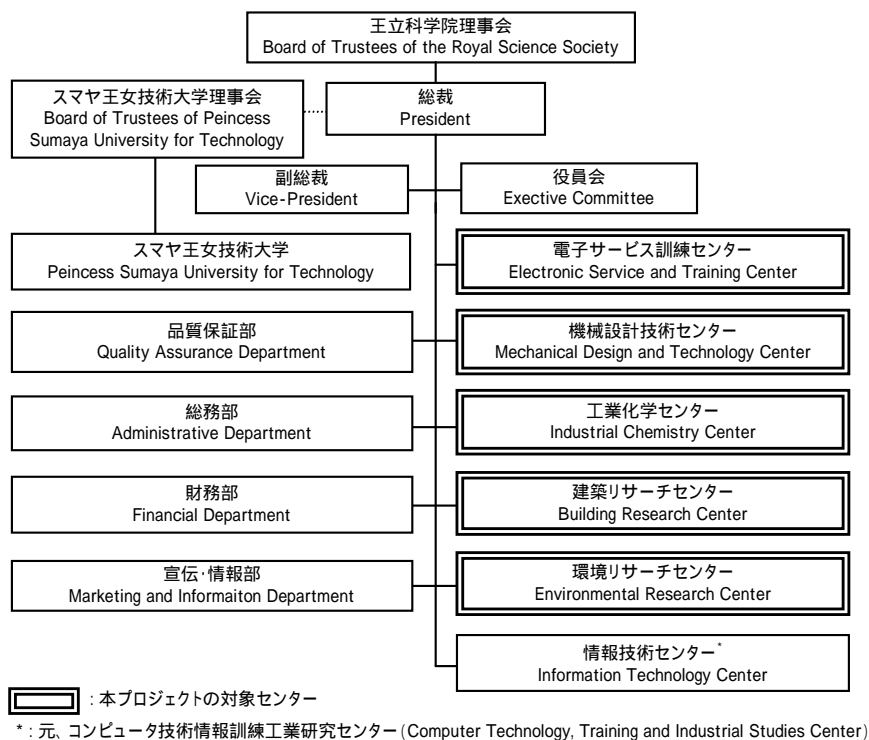 王立科学院理事会
Board of Trustees of the Royal Science Society
スマヤ王女技術大学理事会
Board of Trustees of Peincess
Sumaya University for Technology
総裁
President
副総裁
Vice-President
役員会
Exective Committee
スマヤ王女技術大学
Peincess Sumaya University for Technology
電子サービス訓練センター
Electronic Service and Training Center
品質保証部
Quality Assurance Department
機械設計技術センター
Mechanical Design and Technology Center
総務部
Administrative Department
工業化学センター
Industrial Chemistry Center
財務部
Financial Department
建築リサーチセンター
Building Research Center
宣伝・情報部
Marketing and Informaiton Department
環境リサーチセンター
Environmental Research Center
情報技術センター*
Information Technology Center
：本プロジェクトの対象センター
*：元、コンピュータ技術情報訓練工業研究センター(Computer Technology, Training and Industrial Studies Center)